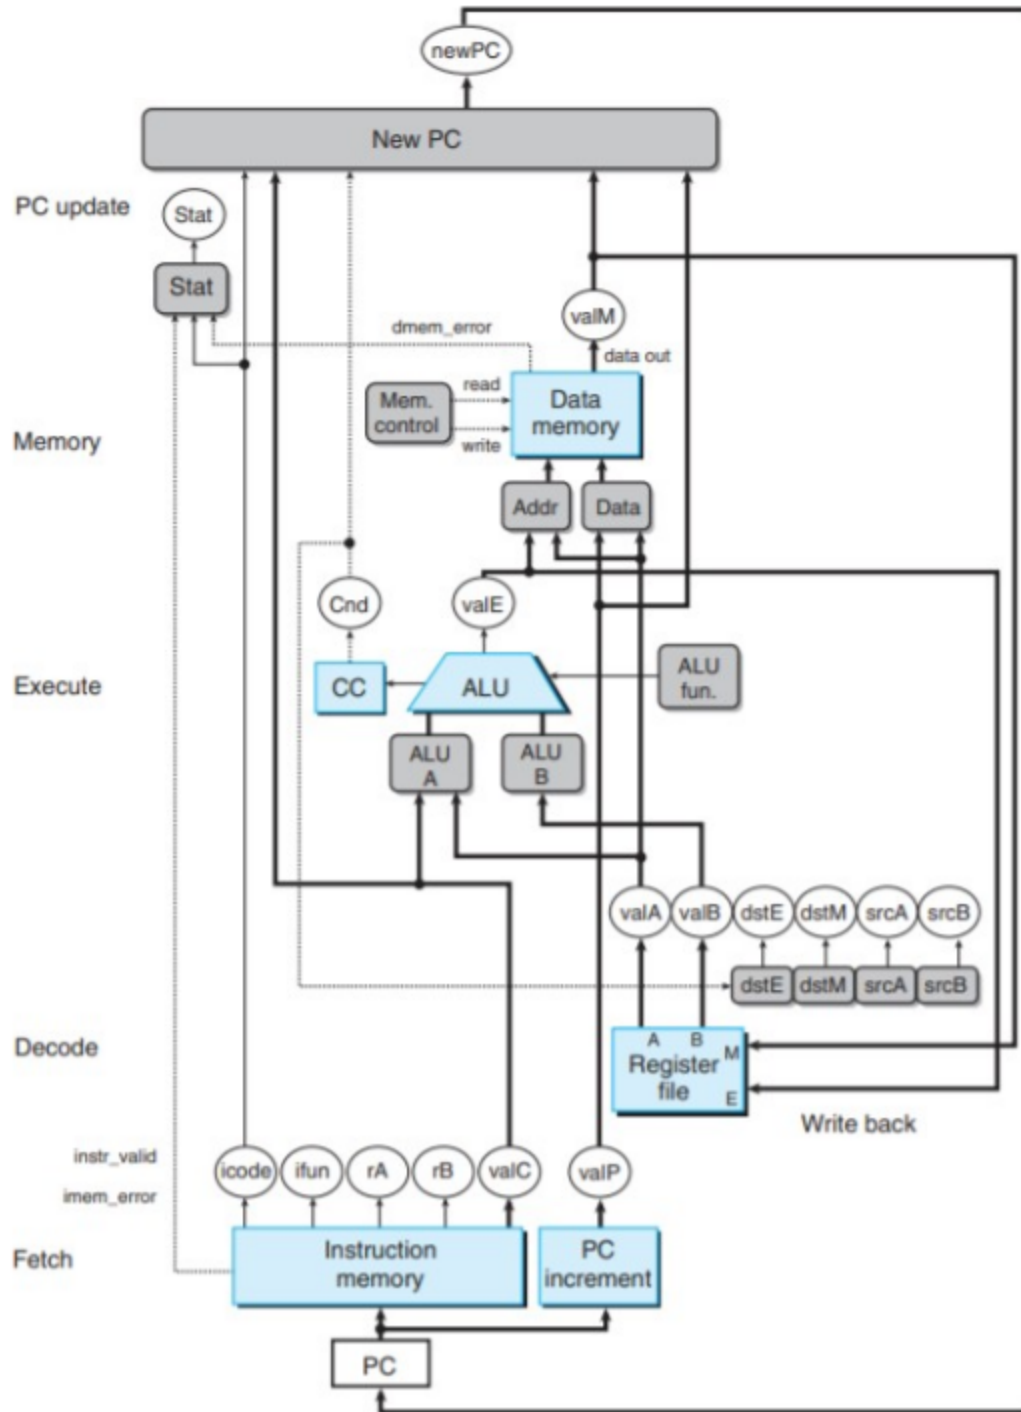 newPC
New PC
PC update
Stat
Stat
valM
dmem_error
data out
read
Mem.
control
Data
memory
Memory
write
Addr
Data
Cnd
valE
ALU
fun.
Execute
CC
ALU
ALU
A
ALU
B
valA
valB
dstE
dstM
srcA
srcB
dstE
dstM
srcA
srcB
Decode
A
B
M
Register
file
E
Write back
instr_valid
icode
ifun
rA
rB
valC
valP
imem_error
Fetch
Instruction
memory
PC
increment
PC